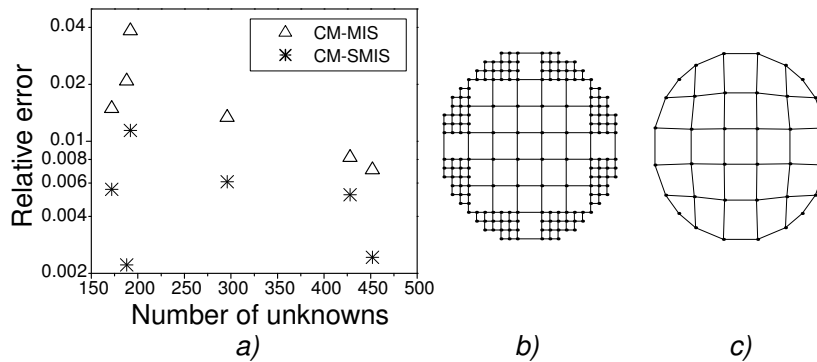 0.04
0.02
0.01
0.008
0.006
0.004
0.002
Relative error
CM-MIS
CM-SMIS
150 200 250 300 350 400 450 500
Number of unknowns
a)
b)
c)